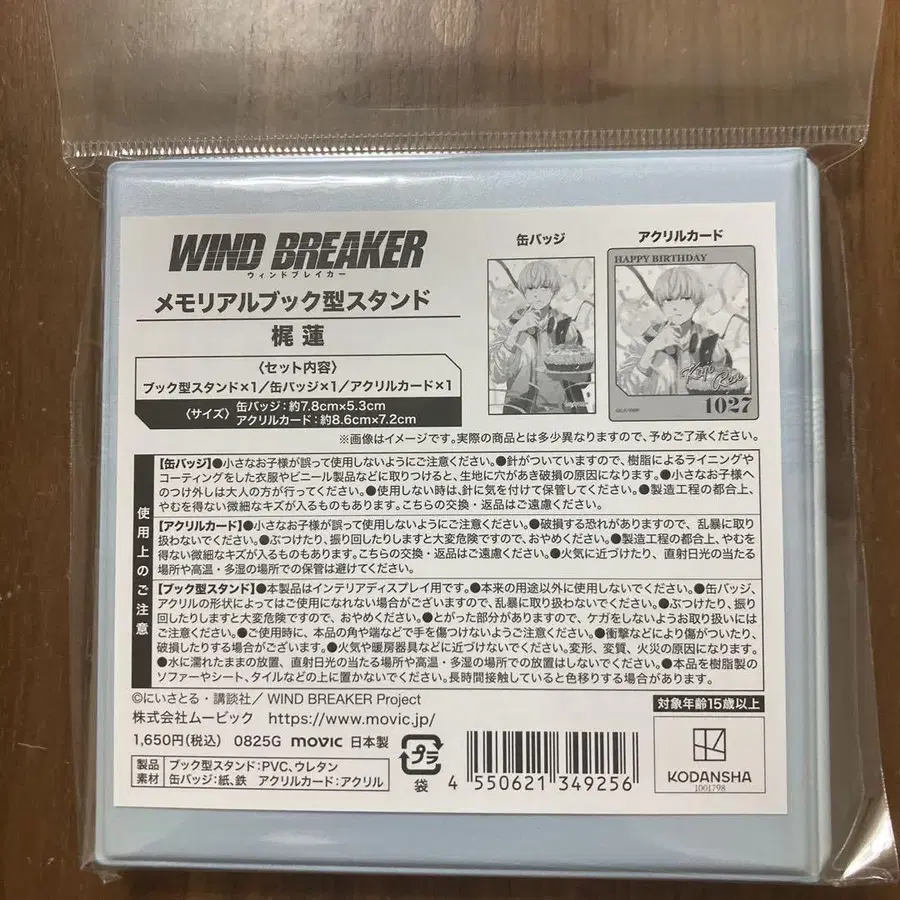 WIND BREAKER
ウィンドブレイカー
メモリアルブック型スタンド
梶 蓮
〈セット内容〉
ブック型スタンド×1/缶バッジ×1/アクリルカード×1
〈サイズ〉 缶バッジ:約7.8cm×5.3cm
アクリルカード:約8.6cm×7.2cm
缶バッジ
アクリルカード
HAPPY BIRTHDAY
Kaji Ren
1027
※画像はイメージです。実際の商品とは多少異なりますので、予めご了承ください。
使用上のご注意
【缶バッジ】●小さなお子様が誤って使用しないようにご注意ください。●針がついていますので、樹脂によるライニングや
コーティングをした衣服やビニール製品などに取りつけると、生地に穴があき破損の原因になります。●小さなお子様へ
のつけ外しは大人の方が行ってください。●使用しない時は、針に気を付けて保管してください。●製造工程の都合上、
やむを得ない微細なキズが入るものもあります。こちらの交換・返品はご遠慮ください。
【アクリルカード】●小さなお子様が誤って使用しないようにご注意ください。●破損する恐れがありますので、乱暴に取り
扱わないでください。●ぶつけたり、振り回したりしますと大変危険ですので、おやめください。●製造工程の都合上、やむ
を得ない微細なキズが入るものもあります。こちらの交換・返品はご遠慮ください。●火気に近づけたり、直射日光の当たる
場所や高温・多湿の場所での保管は避けてください。
【ブック型スタンド】●本製品はインテリアディスプレイ用です。●本来の用途以外に使用しないでください。●缶バッジ、
アクリルの形状によってはご使用になれない場合がございますので、乱暴に取り扱わないでください。●ぶつけたり、振り
回したりしますと大変危険ですので、おやめください。●とがった部分がありますので、ケガをしないようお取り扱いには
ご注意ください。●ご使用時に、本品の角や端などで手を傷つけないようご注意ください。●衝撃などにより傷がついたり、
破損したりする場合がございます。●火気や暖房器具などに近づけないでください。変形、変質、火災の原因になります。
●水に濡れたままの放置、直射日光の当たる場所や高温・多湿の場所での放置はしないでください。●本品を樹脂製の
ソファーやシート、タイルなどの上に置かないでください。長時間接触していると色移りする場合があります。
©にいさとる・講談社/ WIND BREAKER Project
株式会社ムービック https://www.movic.jp/
対象年齢15歳以上
1,650円(税込) 0825G movic 日本製
プラ
袋
製品素材 ブック型スタンド:PVC、ウレタン
缶バッジ:紙、鉄 アクリルカード:アクリル
4 550621 349256
KODANSHA
1001798